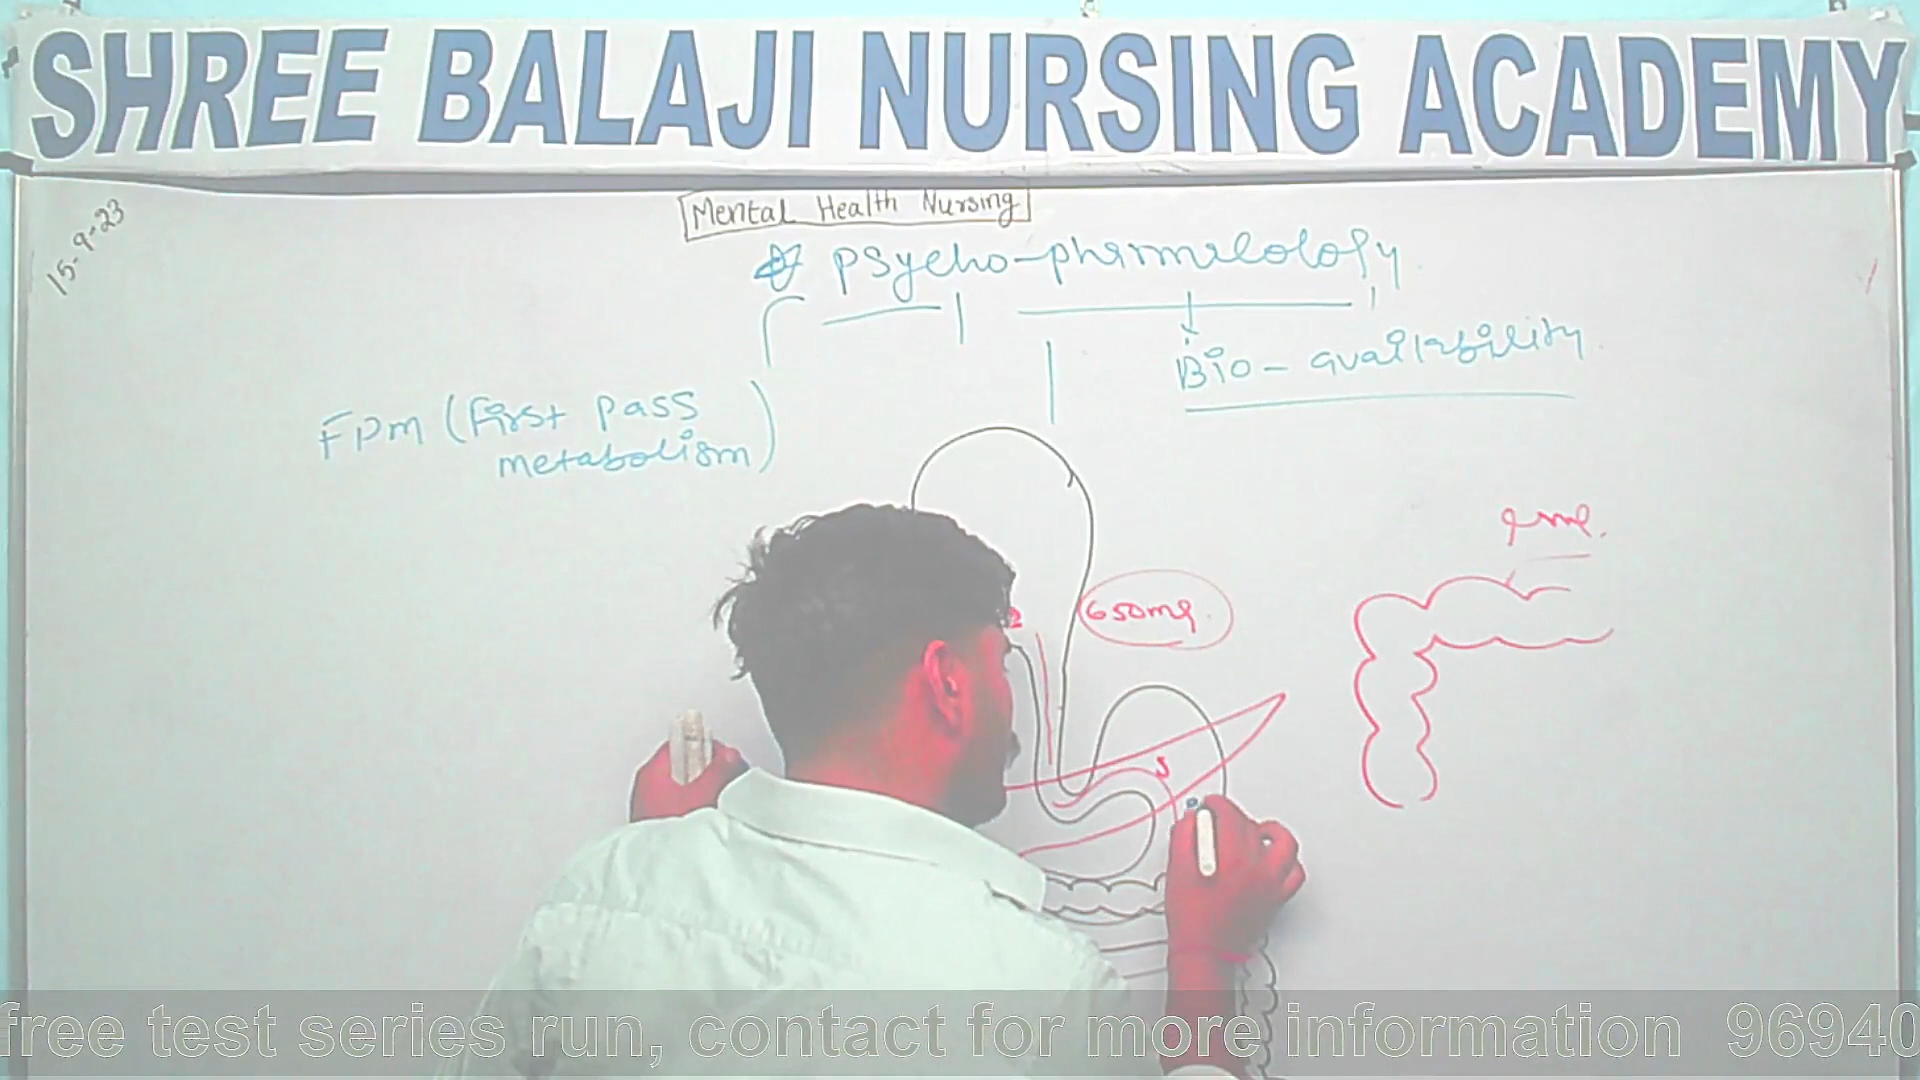 SHREE BALAJI NURSING ACADEMY
15-9-23
Mental Health Nursing
Psycho-phermelology
Bio-availability
FPM (First pass
metabolism)
650mg
free test series run, contact for more information 96940